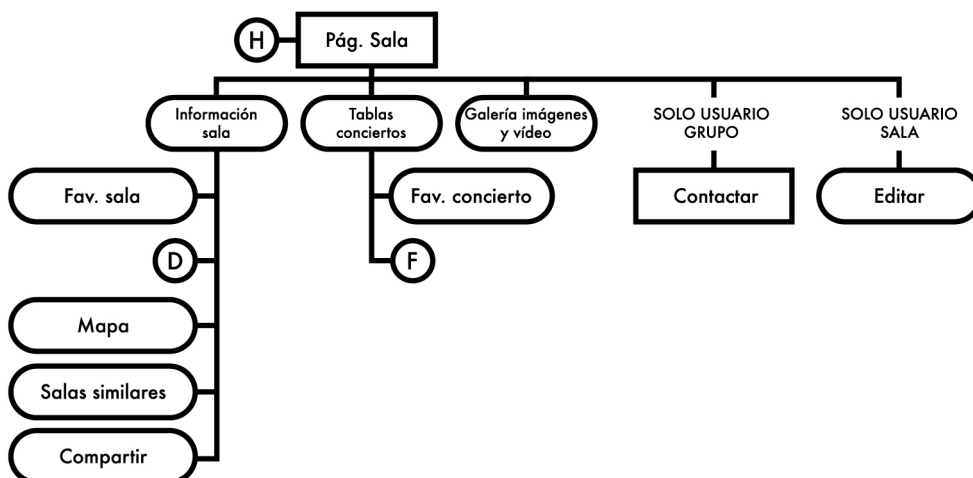 H
Pág. Sala
Información
sala
Tablas
conciertos
Galería imágenes
y vídeo
SOLO USUARIO
GRUPO
SOLO USUARIO
SALA
Fav. sala
Fav. concierto
Contactar
Editar
D
F
Mapa
Salas similares
Compartir